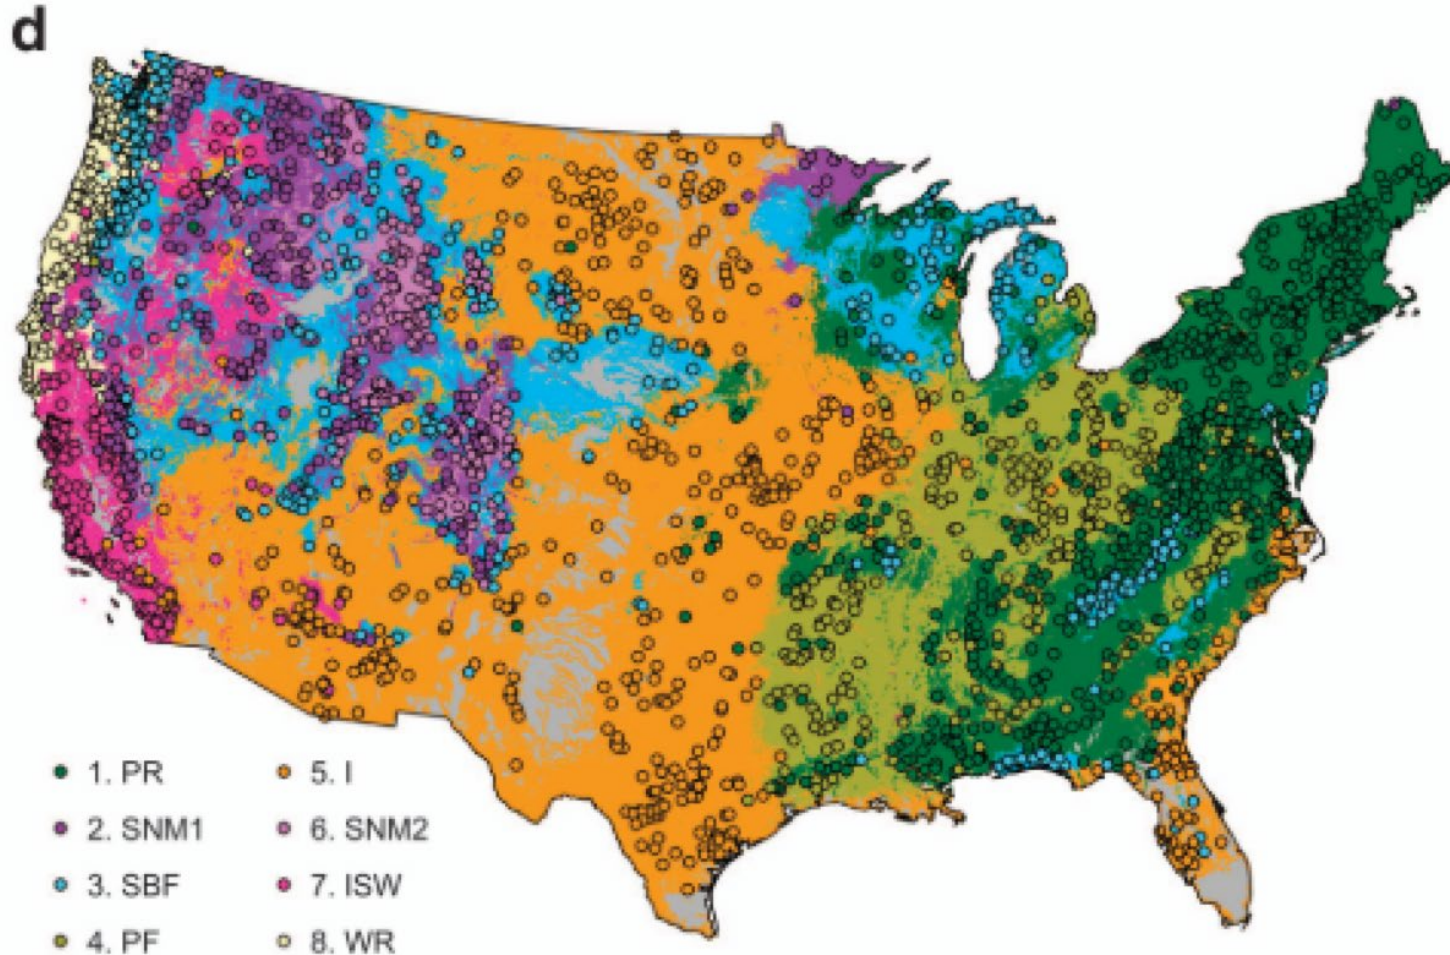 d
1. PR
5. I
2. SNM1
6. SNM2
3. SBF
7. ISW
4. PF
8. WR